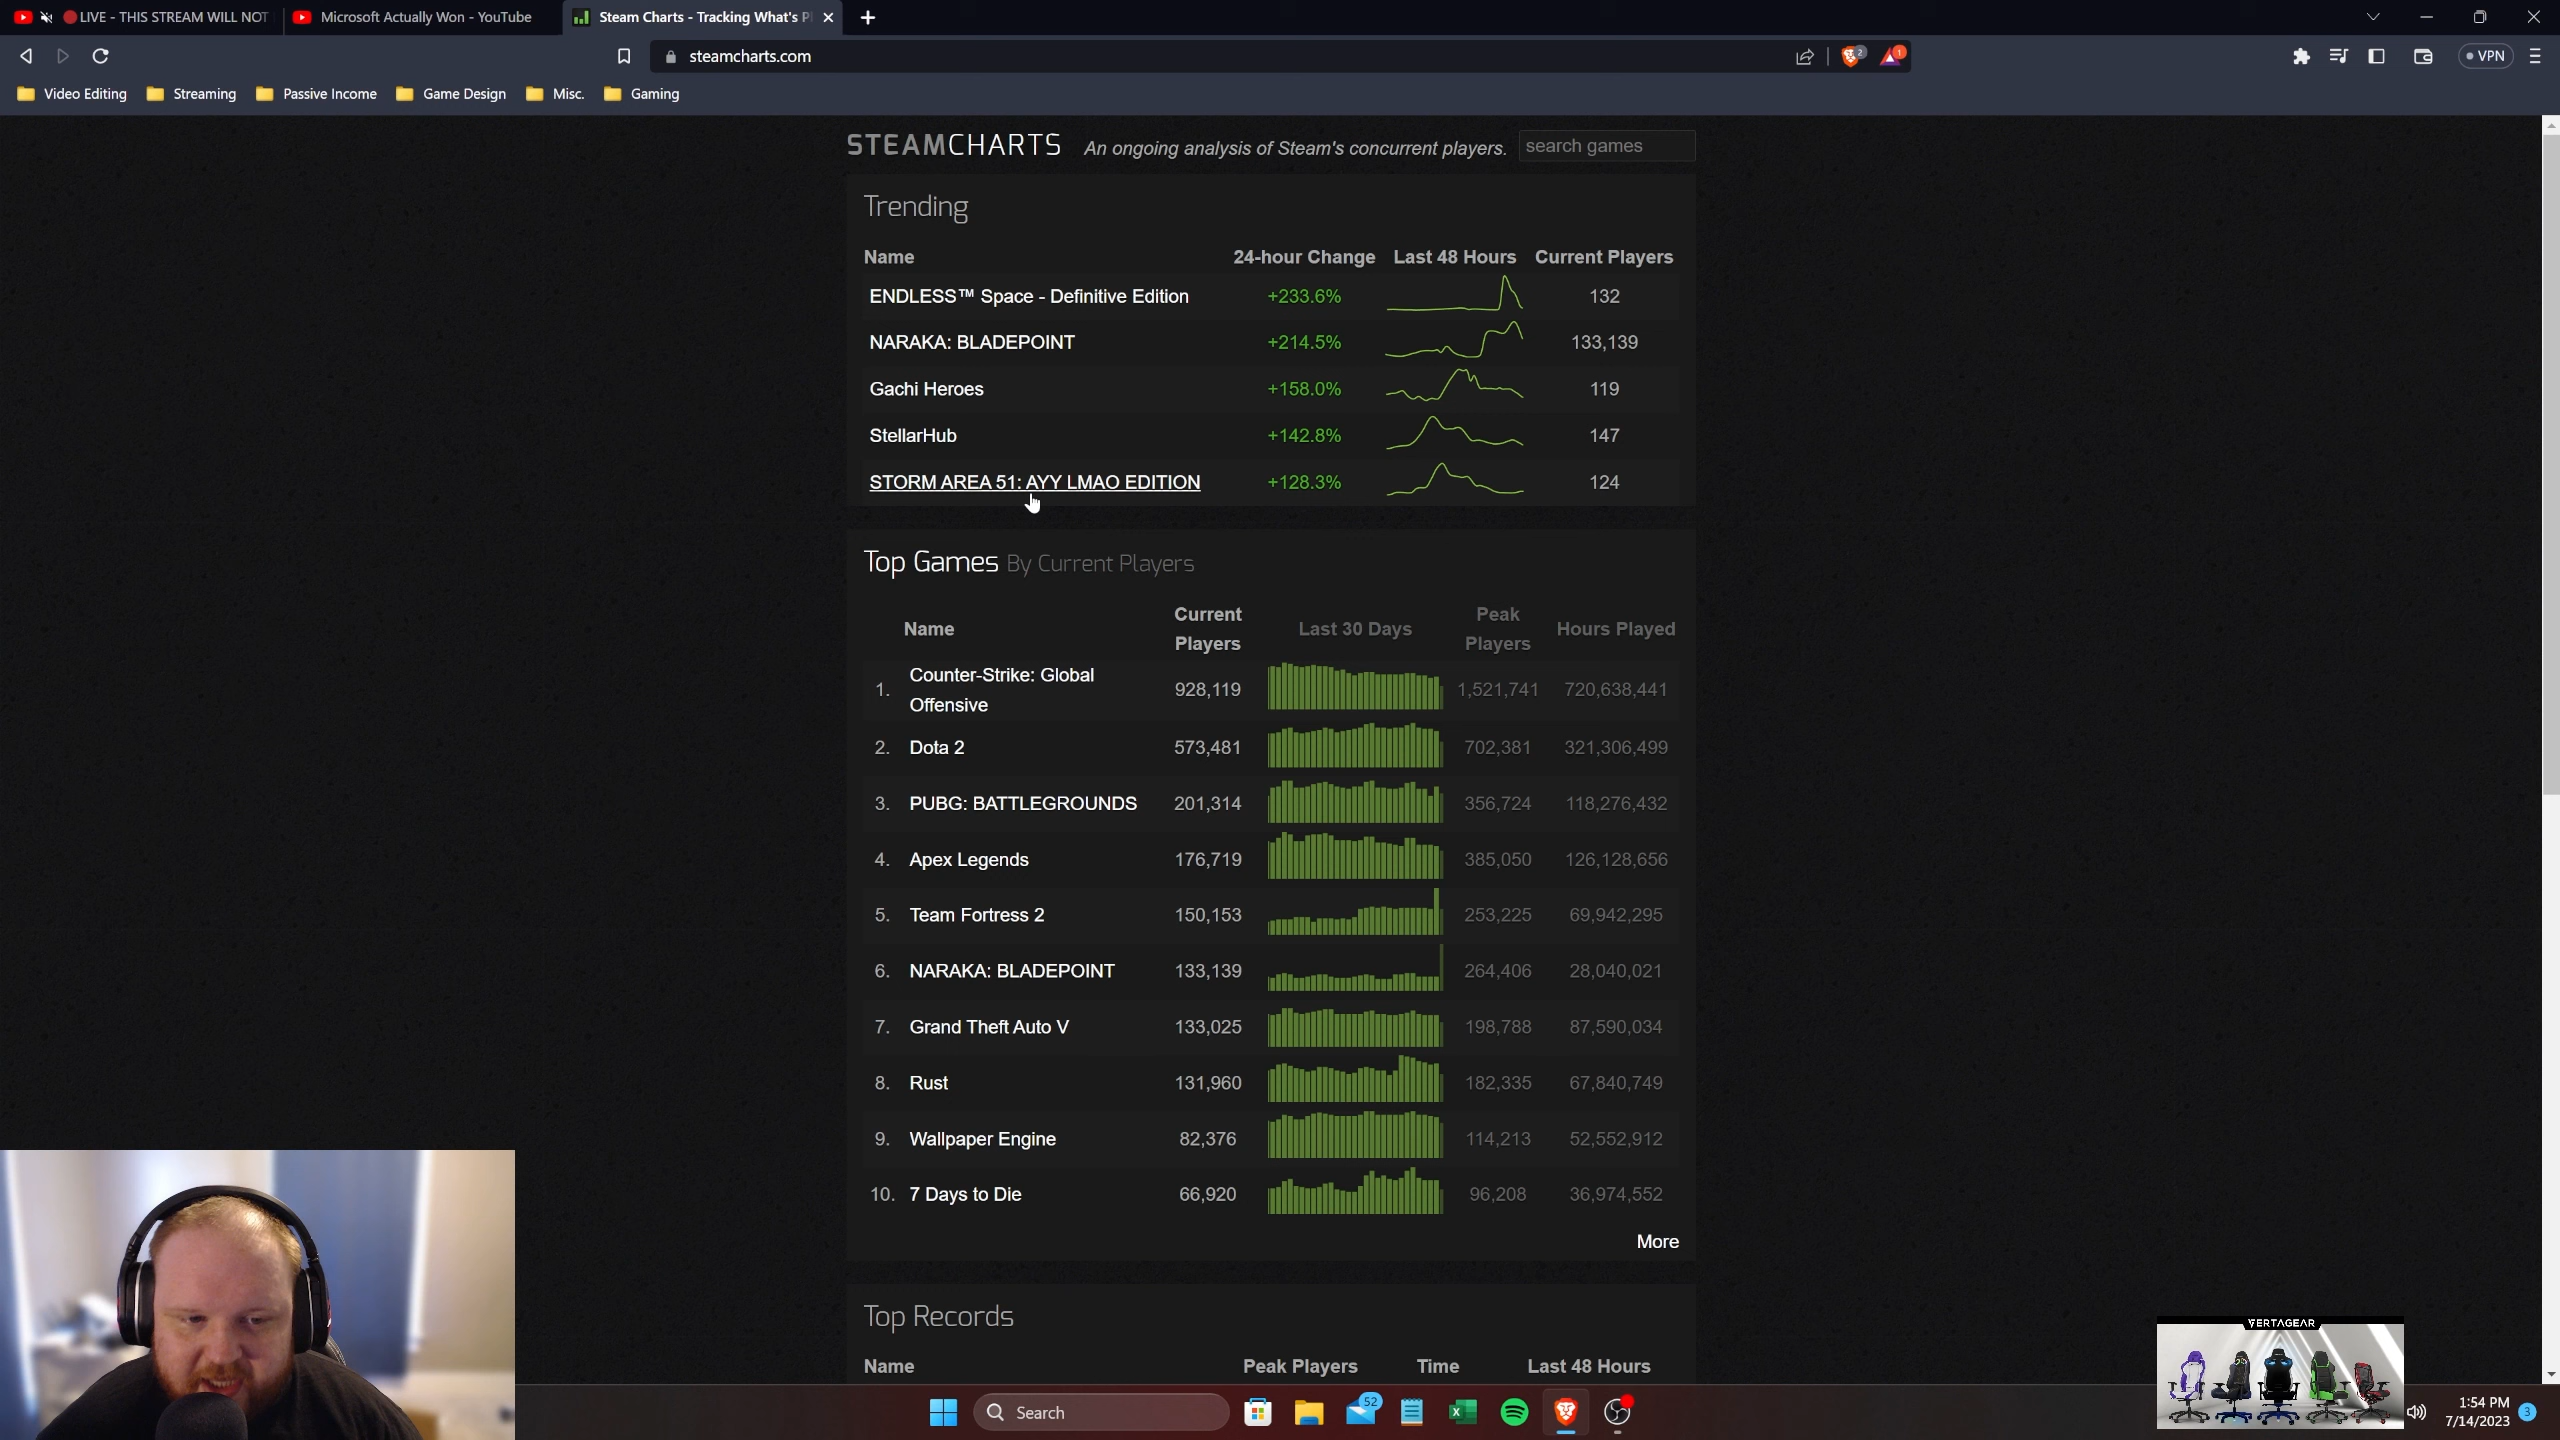 LIVE - THIS STREAM WILL NOT
Microsoft Actually Won - YouTube
Steam Charts - Tracking What's P
steamcharts.com
2
1
VPN
Video Editing
Streaming
Passive Income
Game Design
Misc.
Gaming
STEAMCHARTS An ongoing analysis of Steam's concurrent players. search games
Trending
Name 24-hour Change Last 48 Hours Current Players
ENDLESS™ Space - Definitive Edition +233.6% 132
NARAKA: BLADEPOINT +214.5% 133,139
Gachi Heroes +158.0% 119
StellarHub +142.8% 147
STORM AREA 51: AYY LMAO EDITION +128.3% 124
Top Games By Current Players
Name Current Players Last 30 Days Peak Players Hours Played
1. Counter-Strike: Global Offensive 928,119 1,521,741 720,638,441
2. Dota 2 573,481 702,381 321,306,499
3. PUBG: BATTLEGROUNDS 201,314 356,724 118,276,432
4. Apex Legends 176,719 385,050 126,128,656
5. Team Fortress 2 150,153 253,225 69,942,295
6. NARAKA: BLADEPOINT 133,139 264,406 28,040,021
7. Grand Theft Auto V 133,025 198,788 87,590,034
8. Rust 131,960 182,335 67,840,749
9. Wallpaper Engine 82,376 114,213 52,552,912
10. 7 Days to Die 66,920 96,208 36,974,552
More
Top Records
Name Peak Players Time Last 48 Hours
VERTAGEAR
Search
52
1:54 PM
7/14/2023
3